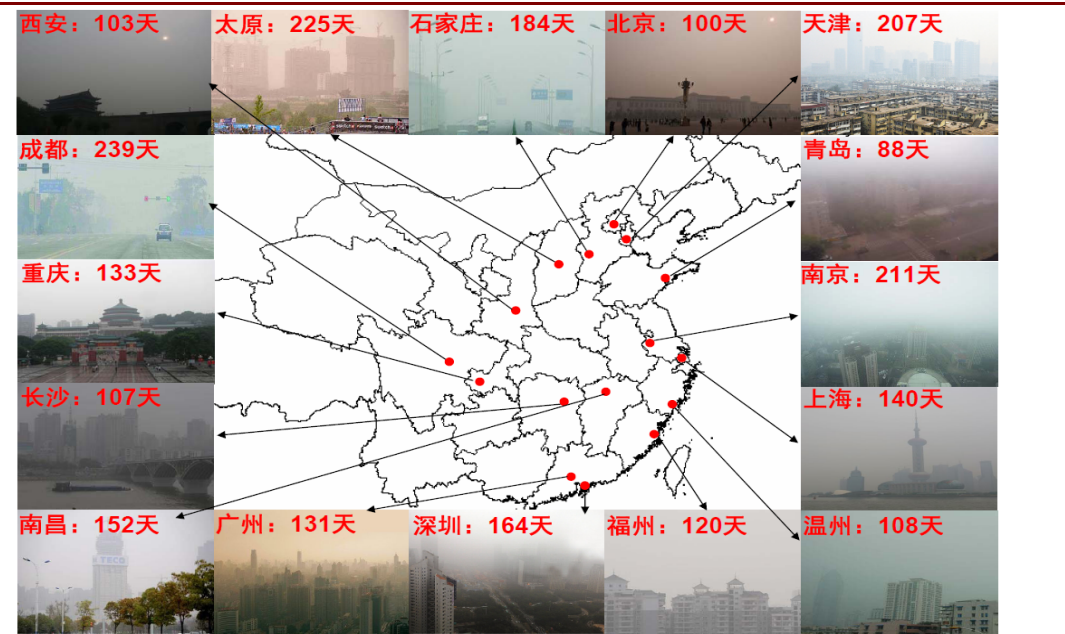 西安：103天
太原：225天
石家庄：184天
北京：100天
天津：207天
成都：239天
青岛：88天
重庆：133天
南京：211天
长沙：107天
上海：140天
南昌：152天
广州：131天
深圳：164天
福州：120天
温州：108天
TECO